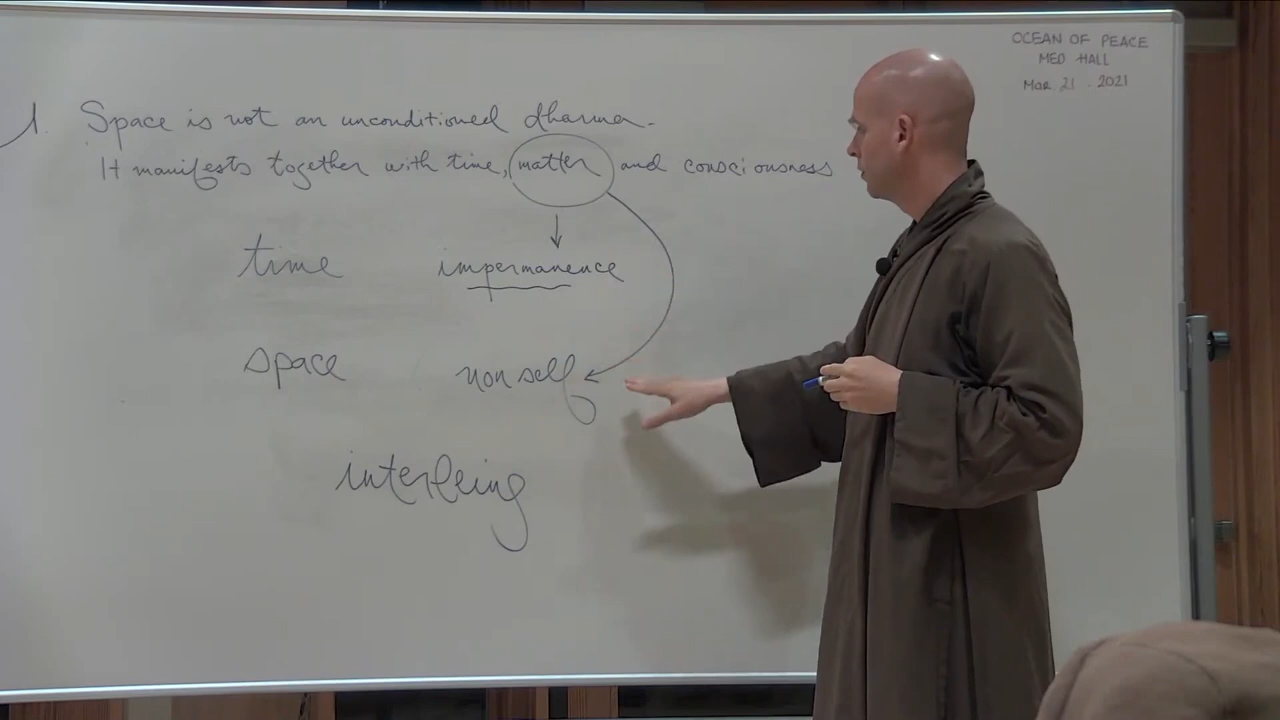 OCEAN OF PEACE
MED HALL
Mar. 21. 2021
1. Space is not an unconditioned dharma.
It manifests together with time, matter and consciousness
time impermanence
space non self
interbeing